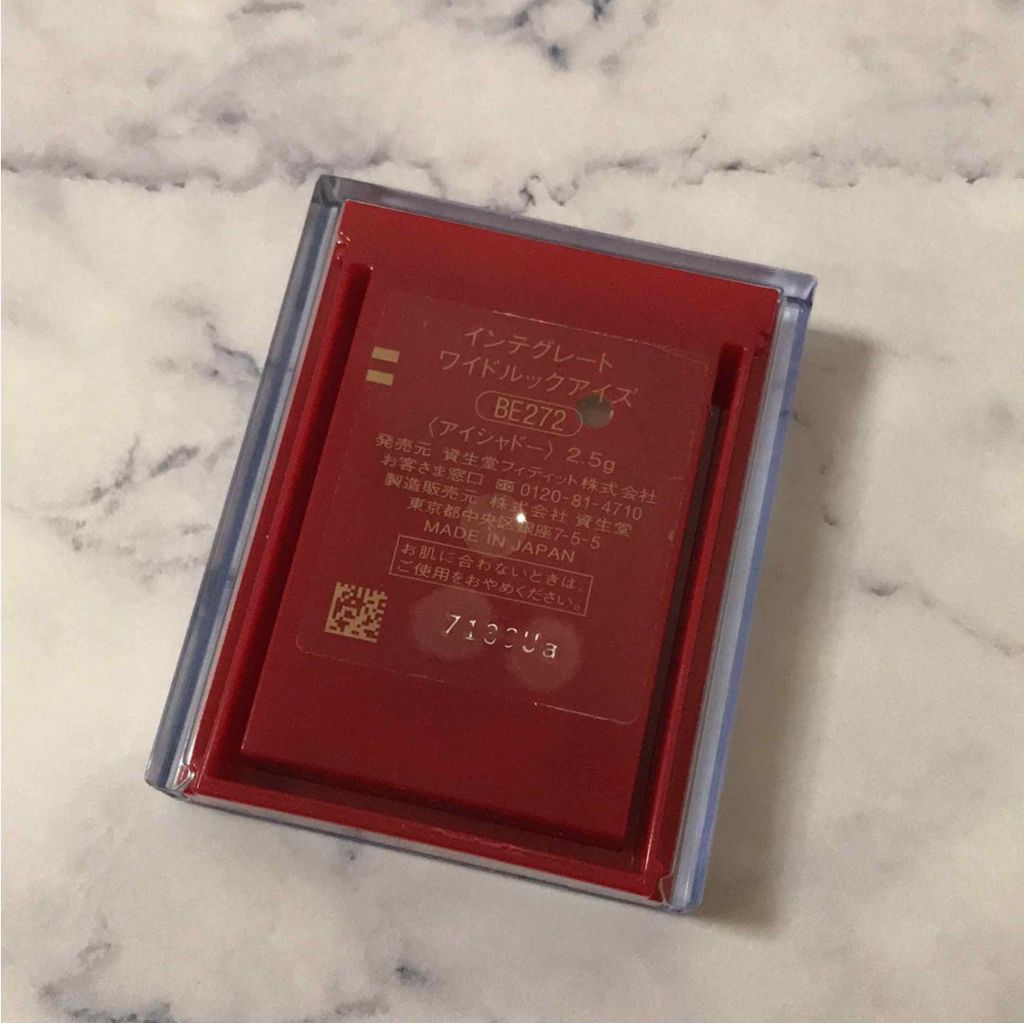 インテグレート
ワイドルックアイズ
BE272
〈アイシャドー〉 2.5g
発売元 資生堂フィティット株式会社
お客さま窓口 0120-81-4710
製造販売元 株式会社 資生堂
東京都中央区銀座7-5-5
MADE IN JAPAN
お肌に合わないときは、
ご使用をおやめください。